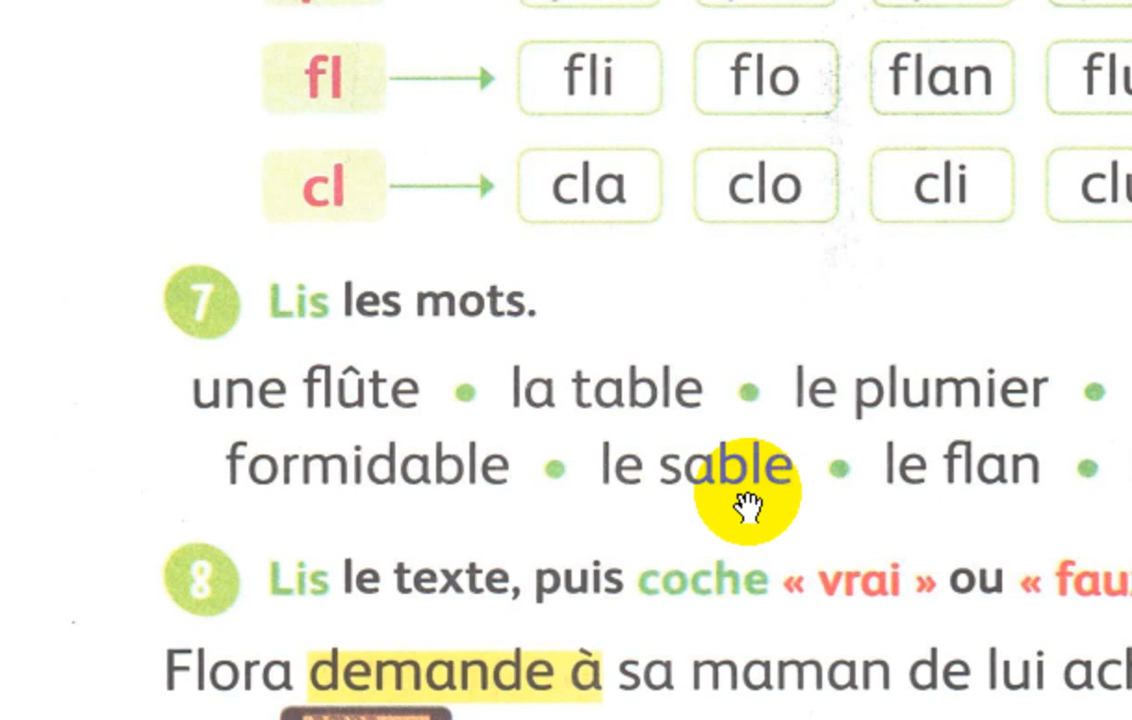 fl fli flo flan
cl cla clo cli
7 Lis les mots.
une flûte • la table • le plumier •
formidable • le sable • le flan •
8 Lis le texte, puis coche « vrai » ou «
Flora demande à sa maman de lui